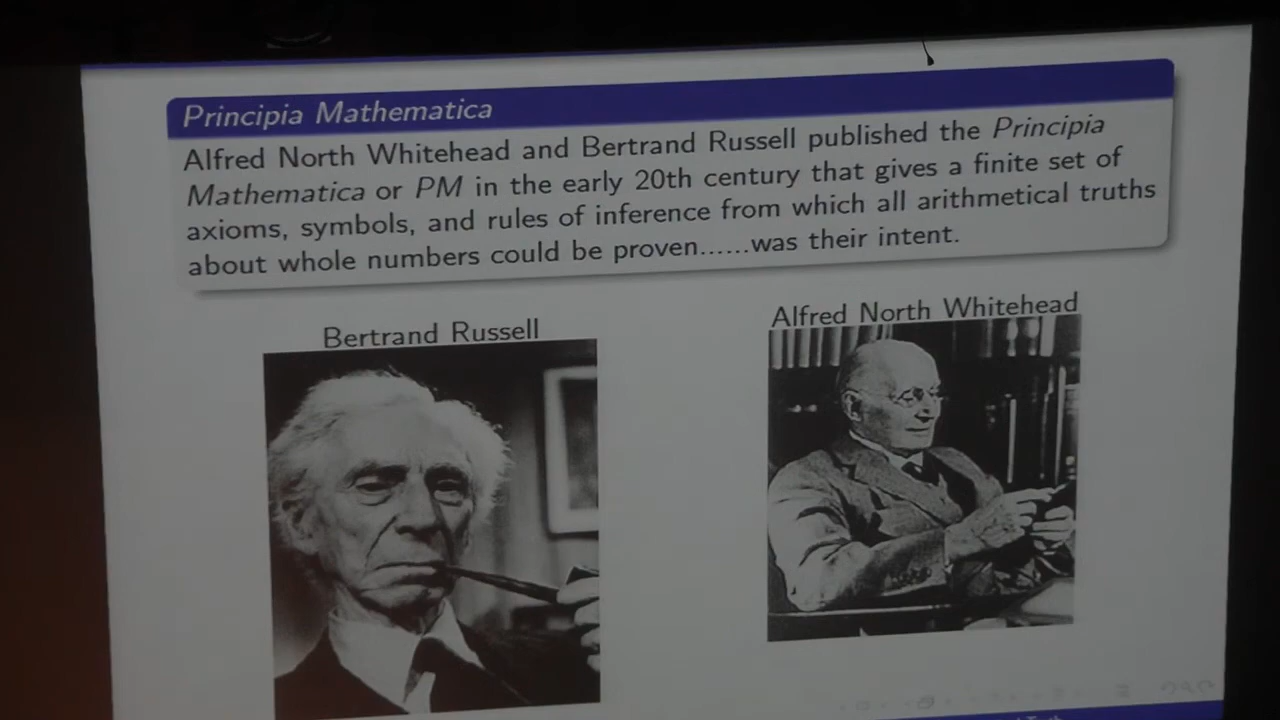 Principia Mathematica
Alfred North Whitehead and Bertrand Russell published the Principia
Mathematica or PM in the early 20th century that gives a finite set of
axioms, symbols, and rules of inference from which all arithmetical truths
about whole numbers could be proven......was their intent.
Bertrand Russell
Alfred North Whitehead